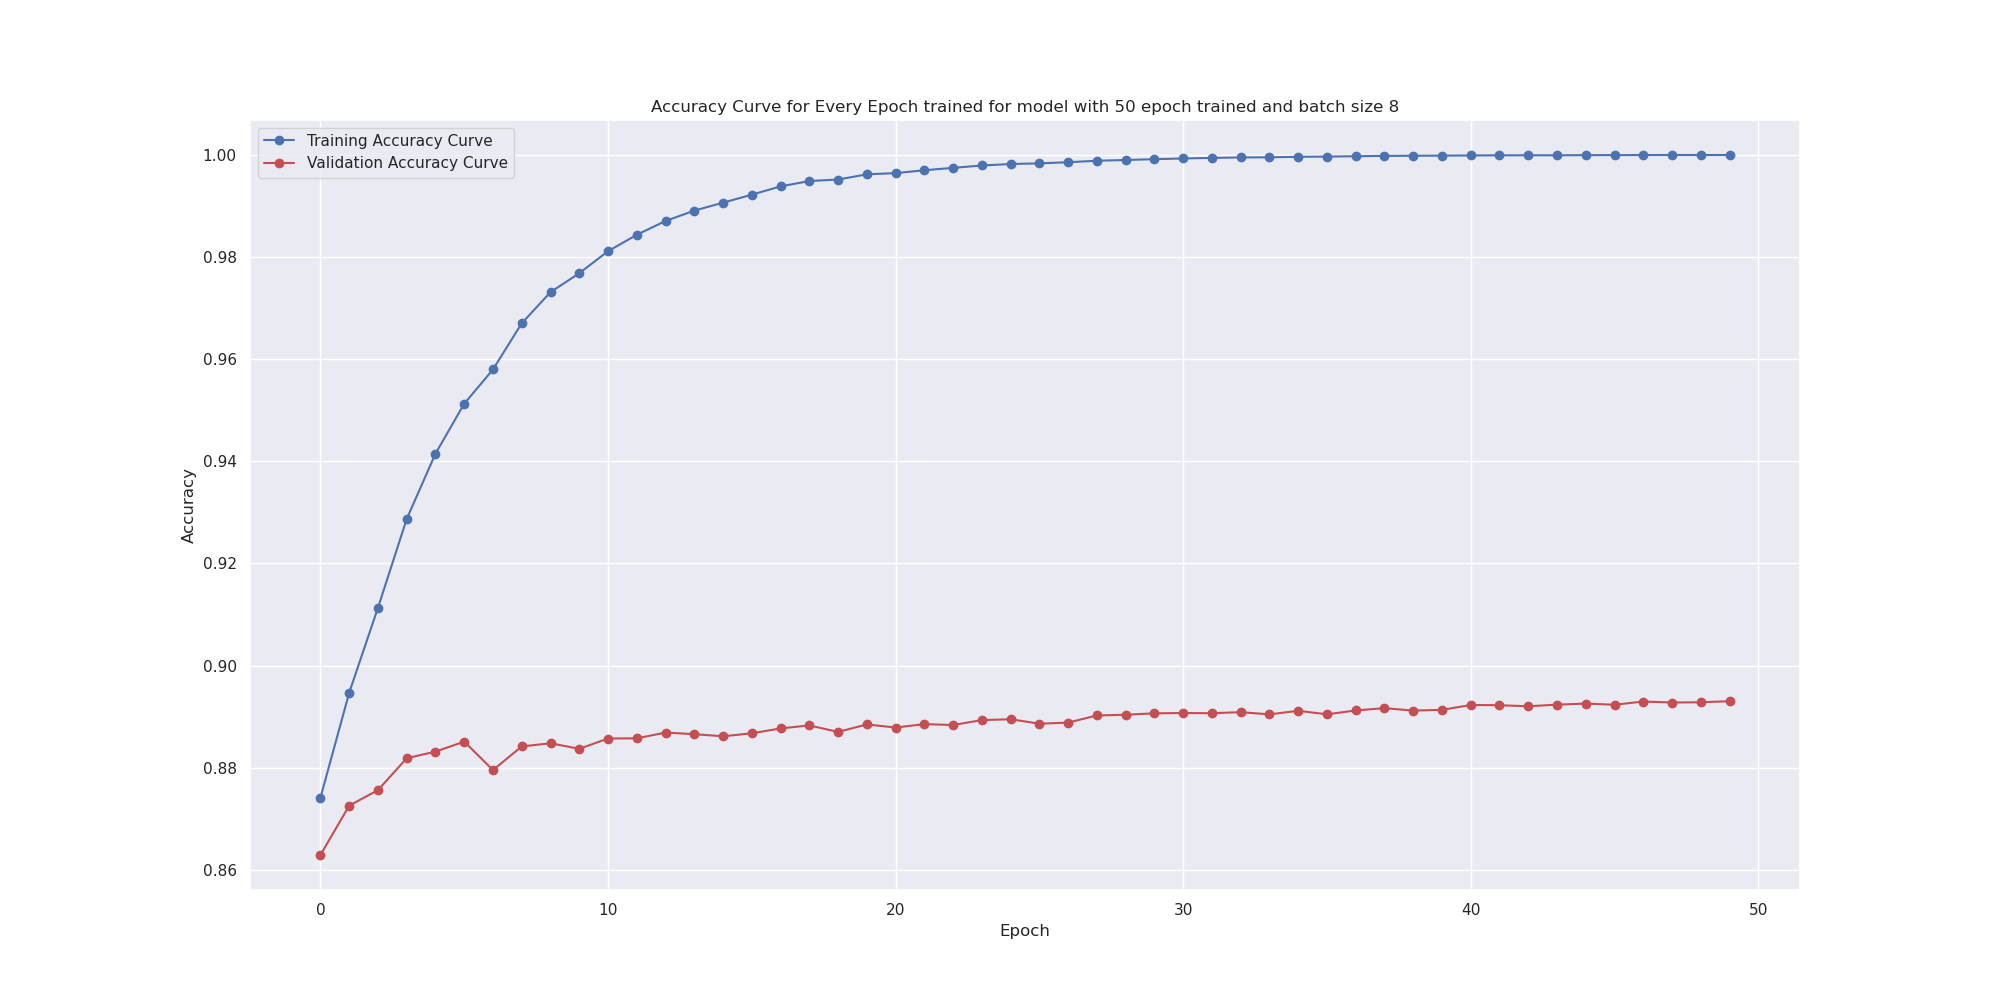 Accuracy Curve for Every Epoch trained for model with 50 epoch trained and batch size 8
Training Accuracy Curve
Validation Accuracy Curve
1.00
0.98
0.96
0.94
0.92
0.90
0.88
0.86
Accuracy
0 10 20 30 40 50
Epoch